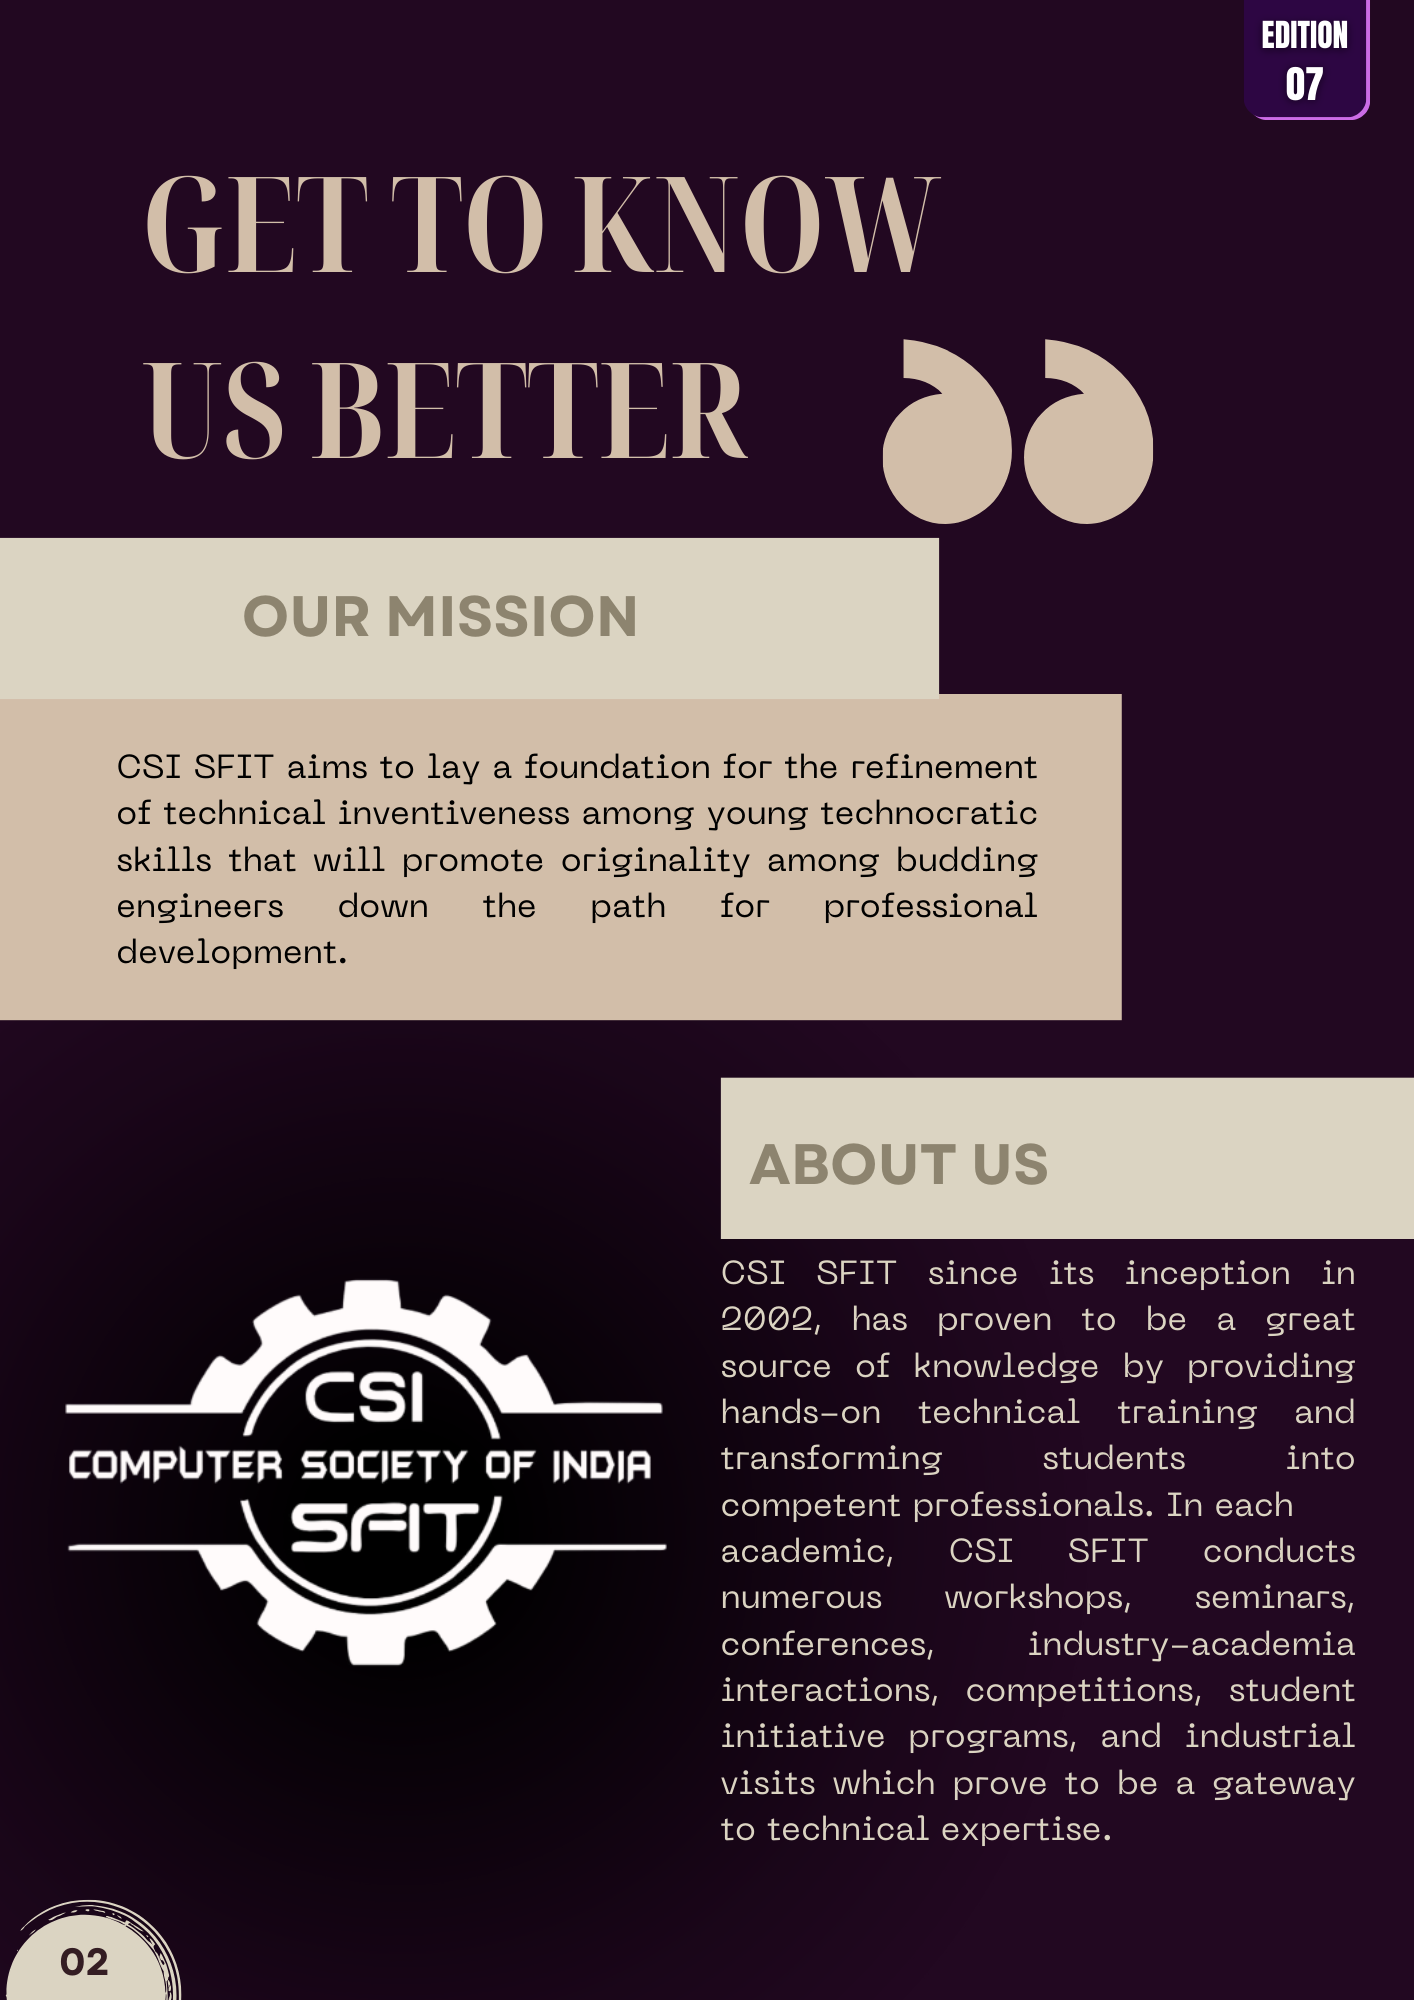 EDITION
07
GET TO KNOW
US BETTER
OUR MISSION
CSI SFIT aims to lay a foundation for the refinement
of technical inventiveness among young technocratic
skills that will promote originality among budding
engineers down the path for professional
development.
ABOUT US
CSI SFIT since its inception in
2002, has proven to be a great
source of knowledge by providing
hands-on technical training and
transforming students into
competent professionals. In each
academic, CSI SFIT conducts
numerous workshops, seminars,
conferences, industry-academia
interactions, competitions, student
initiative programs, and industrial
visits which prove to be a gateway
to technical expertise.
CSI
COMPUTER SOCIETY OF INDIA
SFIT
02